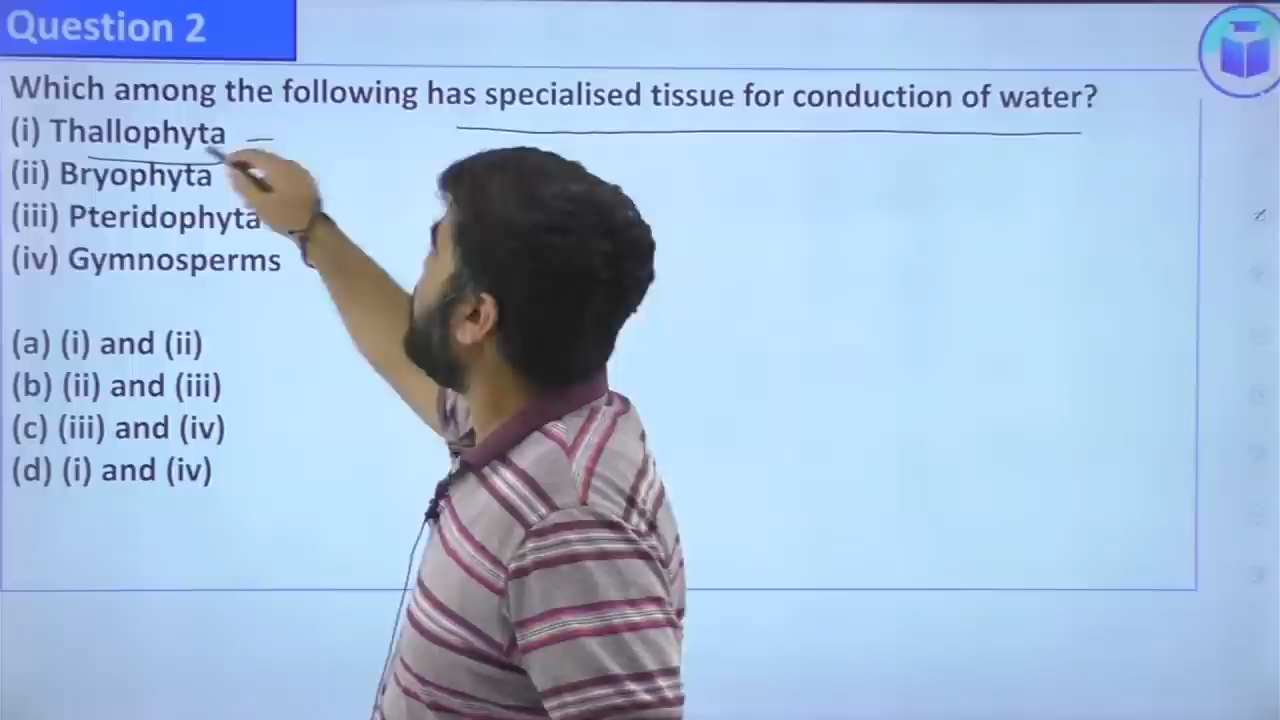 Question 2
Which among the following has specialised tissue for conduction of water?
(i) Thallophyta
(ii) Bryophyta
(iii) Pteridophyta
(iv) Gymnosperms
(a) (i) and (ii)
(b) (ii) and (iii)
(c) (iii) and (iv)
(d) (i) and (iv)